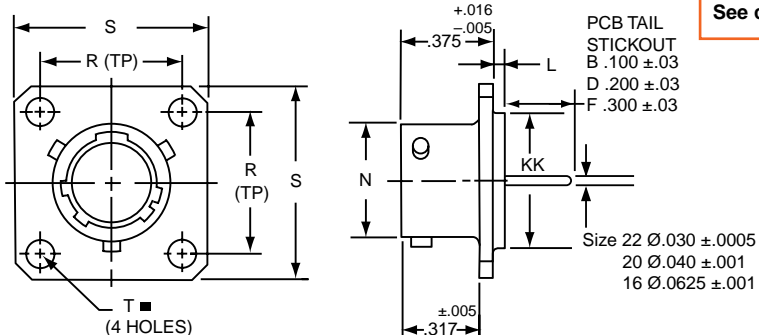 S
R (TP)
R
(TP)
S
T ■
(4 HOLES)
+.016
–.005
.375
L
N
KK
±.005
.317
PCB TAIL
STICKOUT
B .100 ±.03
D .200 ±.03
F .300 ±.03
Size 22 Ø.030 ±.0005
20 Ø.040 ±.001
16 Ø.0625 ±.001
See